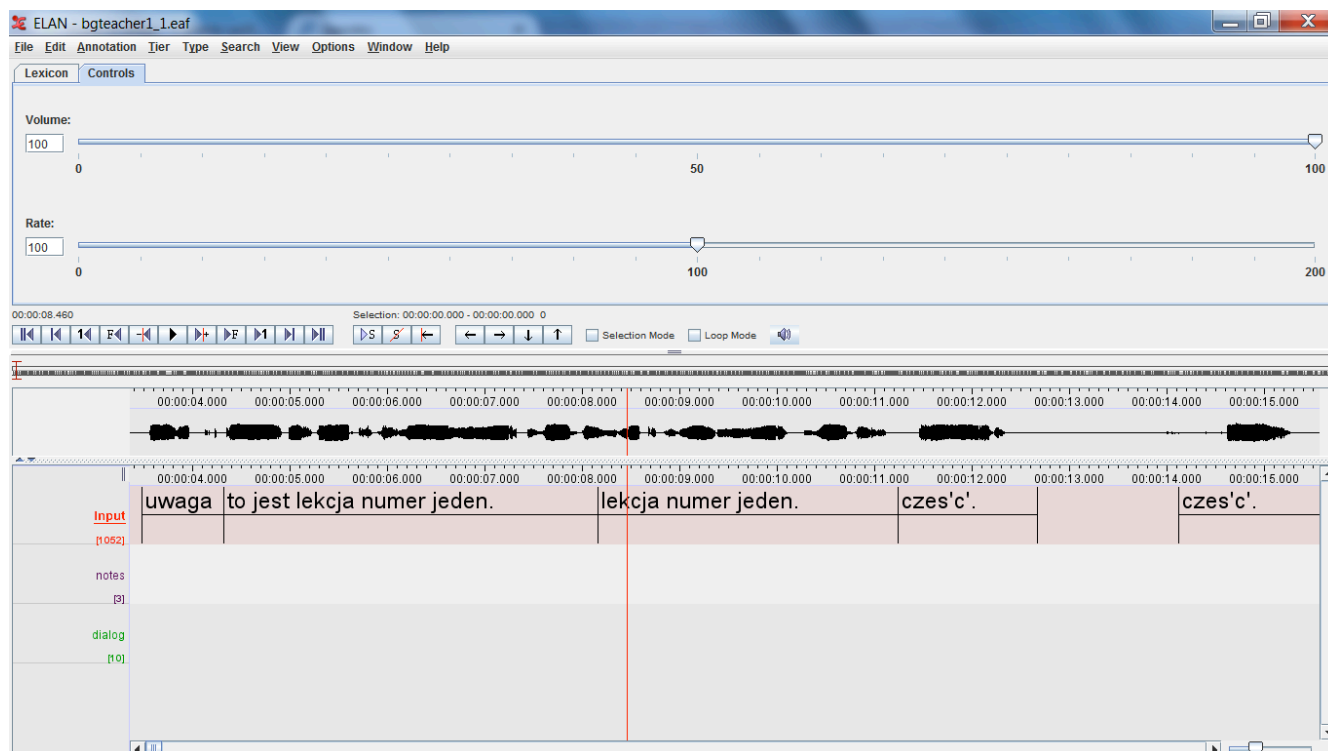 ELAN - bgteacher1_1.eaf
File Edit Annotation Tier Type Search View Options Window Help
Lexicon Controls
Volume:
100
0 50 100
Rate:
100
0 100 200
00:00:08.460 Selection: 00:00:00.000 - 00:00:00.000 0
1 F F 1 S S Selection Mode Loop Mode
00:00:04.000 00:00:05.000 00:00:06.000 00:00:07.000 00:00:08.000 00:00:09.000 00:00:10.000 00:00:11.000 00:00:12.000 00:00:13.000 00:00:14.000 00:00:15.000
00:00:04.000 00:00:05.000 00:00:06.000 00:00:07.000 00:00:08.000 00:00:09.000 00:00:10.000 00:00:11.000 00:00:12.000 00:00:13.000 00:00:14.000 00:00:15.000
uwaga to jest lekcja numer jeden. lekcja numer jeden. czes'c'. czes'c'.
Input
[1052]
notes
[3]
dialog
[10]